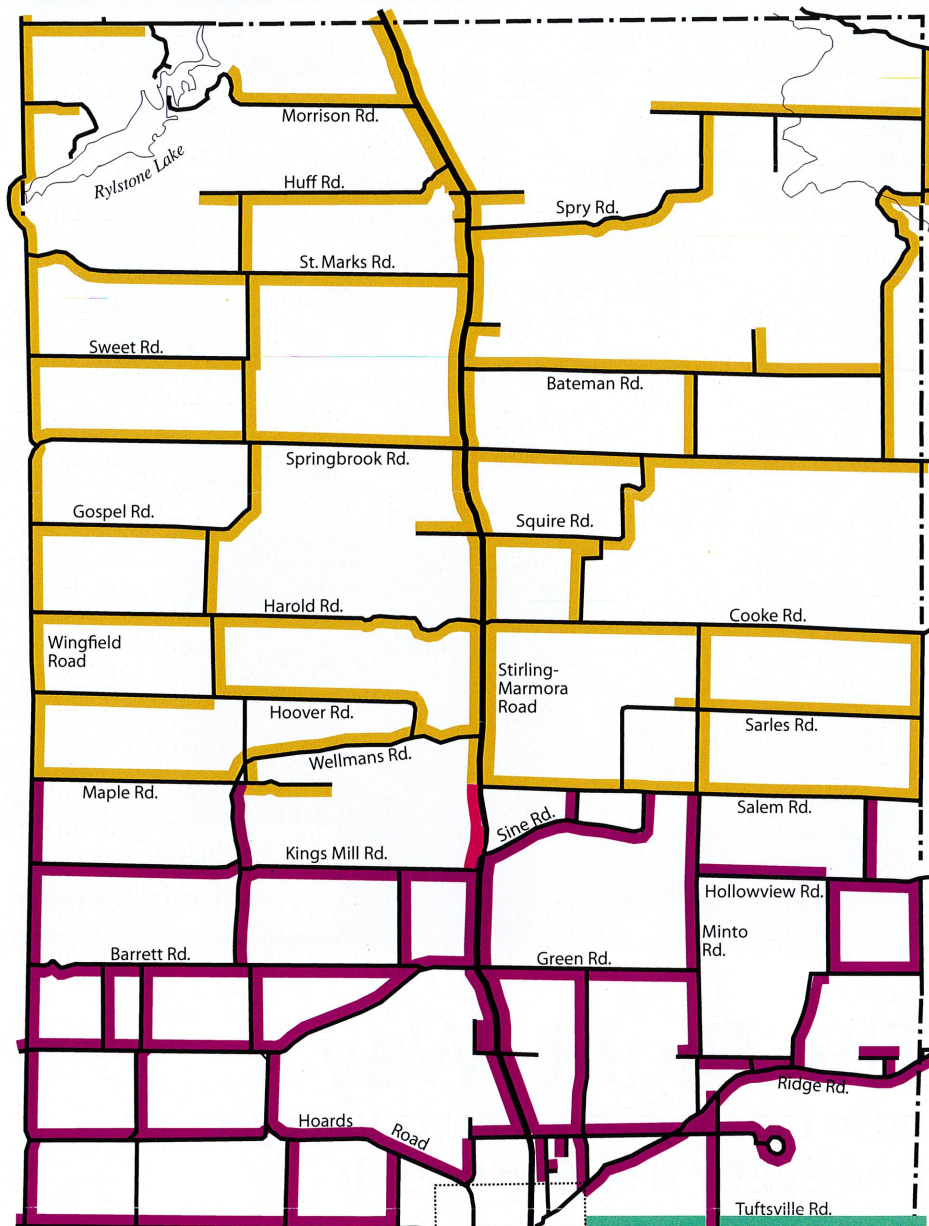 Morrison Rd.
Rylstone Lake
Huff Rd.
Spry Rd.
St. Marks Rd.
Sweet Rd.
Bateman Rd.
Springbrook Rd.
Gospel Rd.
Squire Rd.
Harold Rd.
Cooke Rd.
Wingfield
Road
Stirling-
Marmora
Road
Hoover Rd.
Sarles Rd.
Wellmans Rd.
Maple Rd.
Salem Rd.
Sine Rd.
Kings Mill Rd.
Hollowview Rd.
Minto
Rd.
Barrett Rd.
Green Rd.
Ridge Rd.
Hoards Road
Tuftsville Rd.